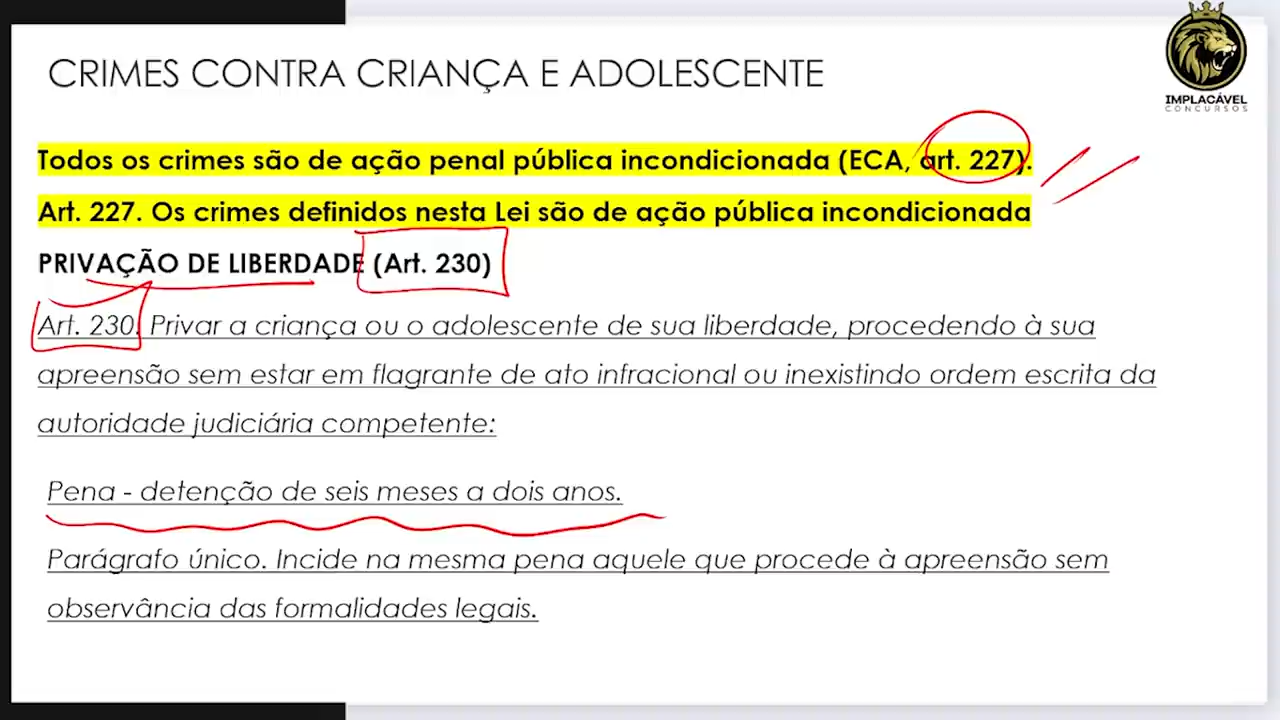 CRIMES CONTRA CRIANÇA E ADOLESCENTE
IMPLACÁVEL
CONCURSOS
Todos os crimes são de ação penal pública incondicionada (ECA, art. 227).
Art. 227. Os crimes definidos nesta Lei são de ação pública incondicionada
PRIVAÇÃO DE LIBERDADE (Art. 230)
Art. 230. Privar a criança ou o adolescente de sua liberdade, procedendo à sua
apreensão sem estar em flagrante de ato infracional ou inexistindo ordem escrita da
autoridade judiciária competente:
Pena - detenção de seis meses a dois anos.
Parágrafo único. Incide na mesma pena aquele que procede à apreensão sem
observância das formalidades legais.